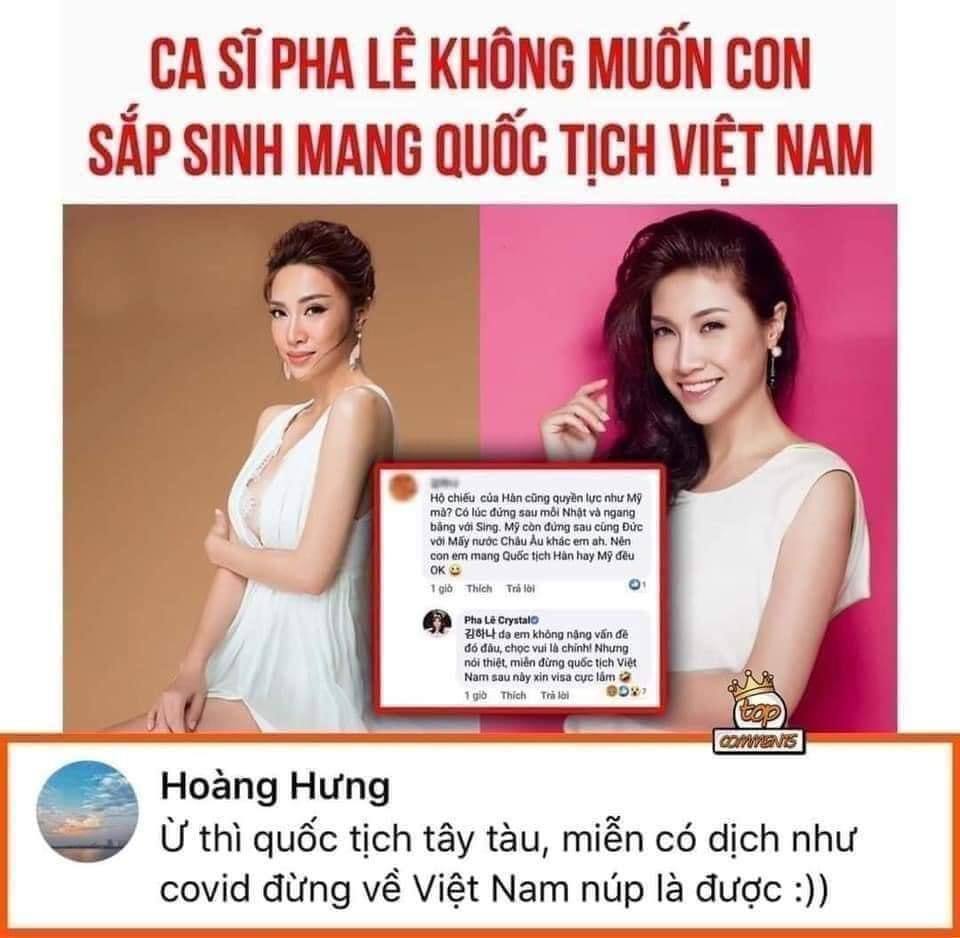 CA SĨ PHA LÊ KHÔNG MUỐN CON
SẮP SINH MANG QUỐC TỊCH VIỆT NAM
Hộ chiếu của Hàn cũng quyền lực như Mỹ
mà? Có lúc đứng sau mỗi Nhật và ngang
bằng với Sing. Mỹ còn đứng sau cùng Đức
với Mấy nước Châu Âu khác em ah. Nên
con em mang Quốc tịch Hàn hay Mỹ đều
OK 😄
1 giờ Thích Trả lời 1
Pha Lê Crystal
김하나 dạ em không nặng vấn đề
đó đâu, chọc vui là chính! Nhưng
nói thiệt, miễn đừng quốc tịch Việt
Nam sau này xin visa cực lắm 🤣
1 giờ Thích Trả lời 7
top
COMMENTS
Hoàng Hưng
Ừ thì quốc tịch tây tàu, miễn có dịch như
covid đừng về Việt Nam núp là được :))